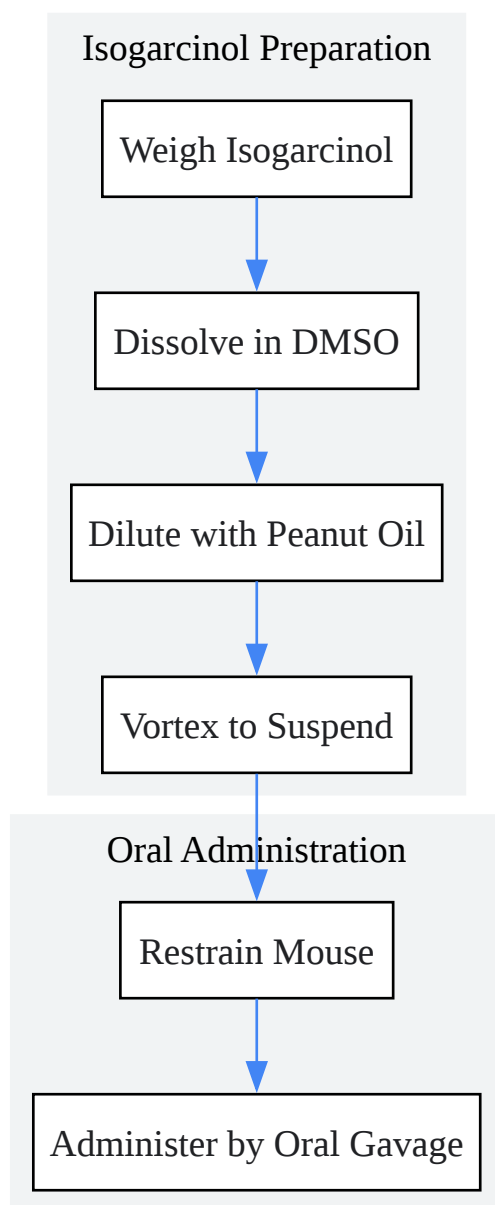 Isogarcinol Preparation
Weigh Isogarcinol
Dissolve in DMSO
Dilute with Peanut Oil
Vortex to Suspend
Oral Administration
Restrain Mouse
Administer by Oral Gavage